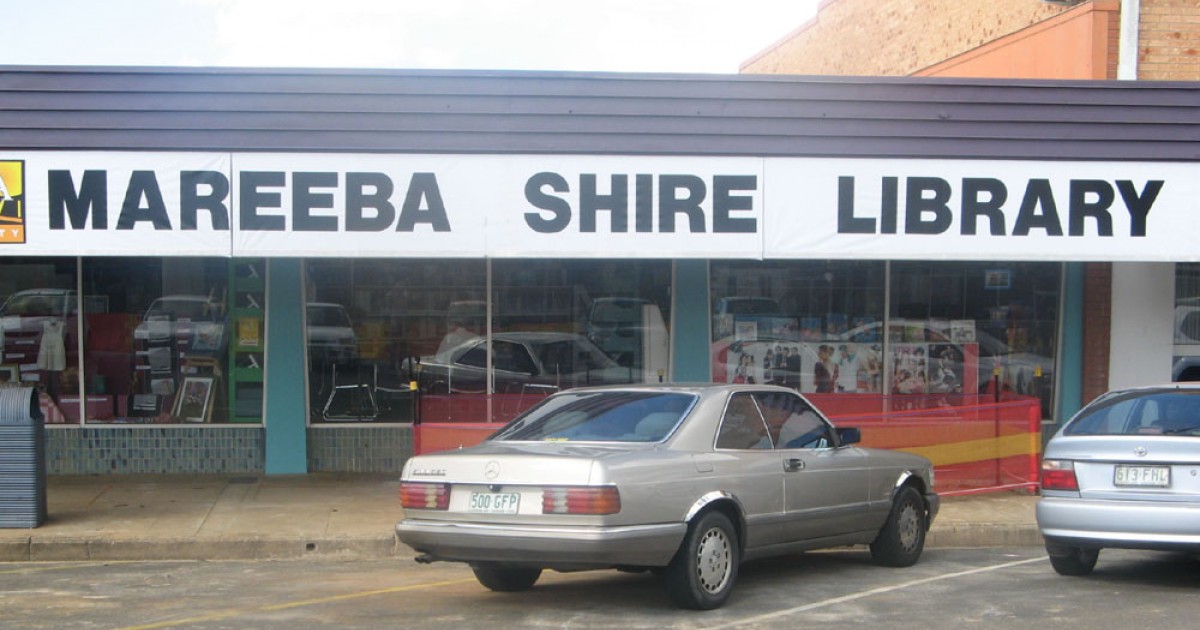 MAREEBA SHIRE LIBRARY
500 GFP
613 FHL